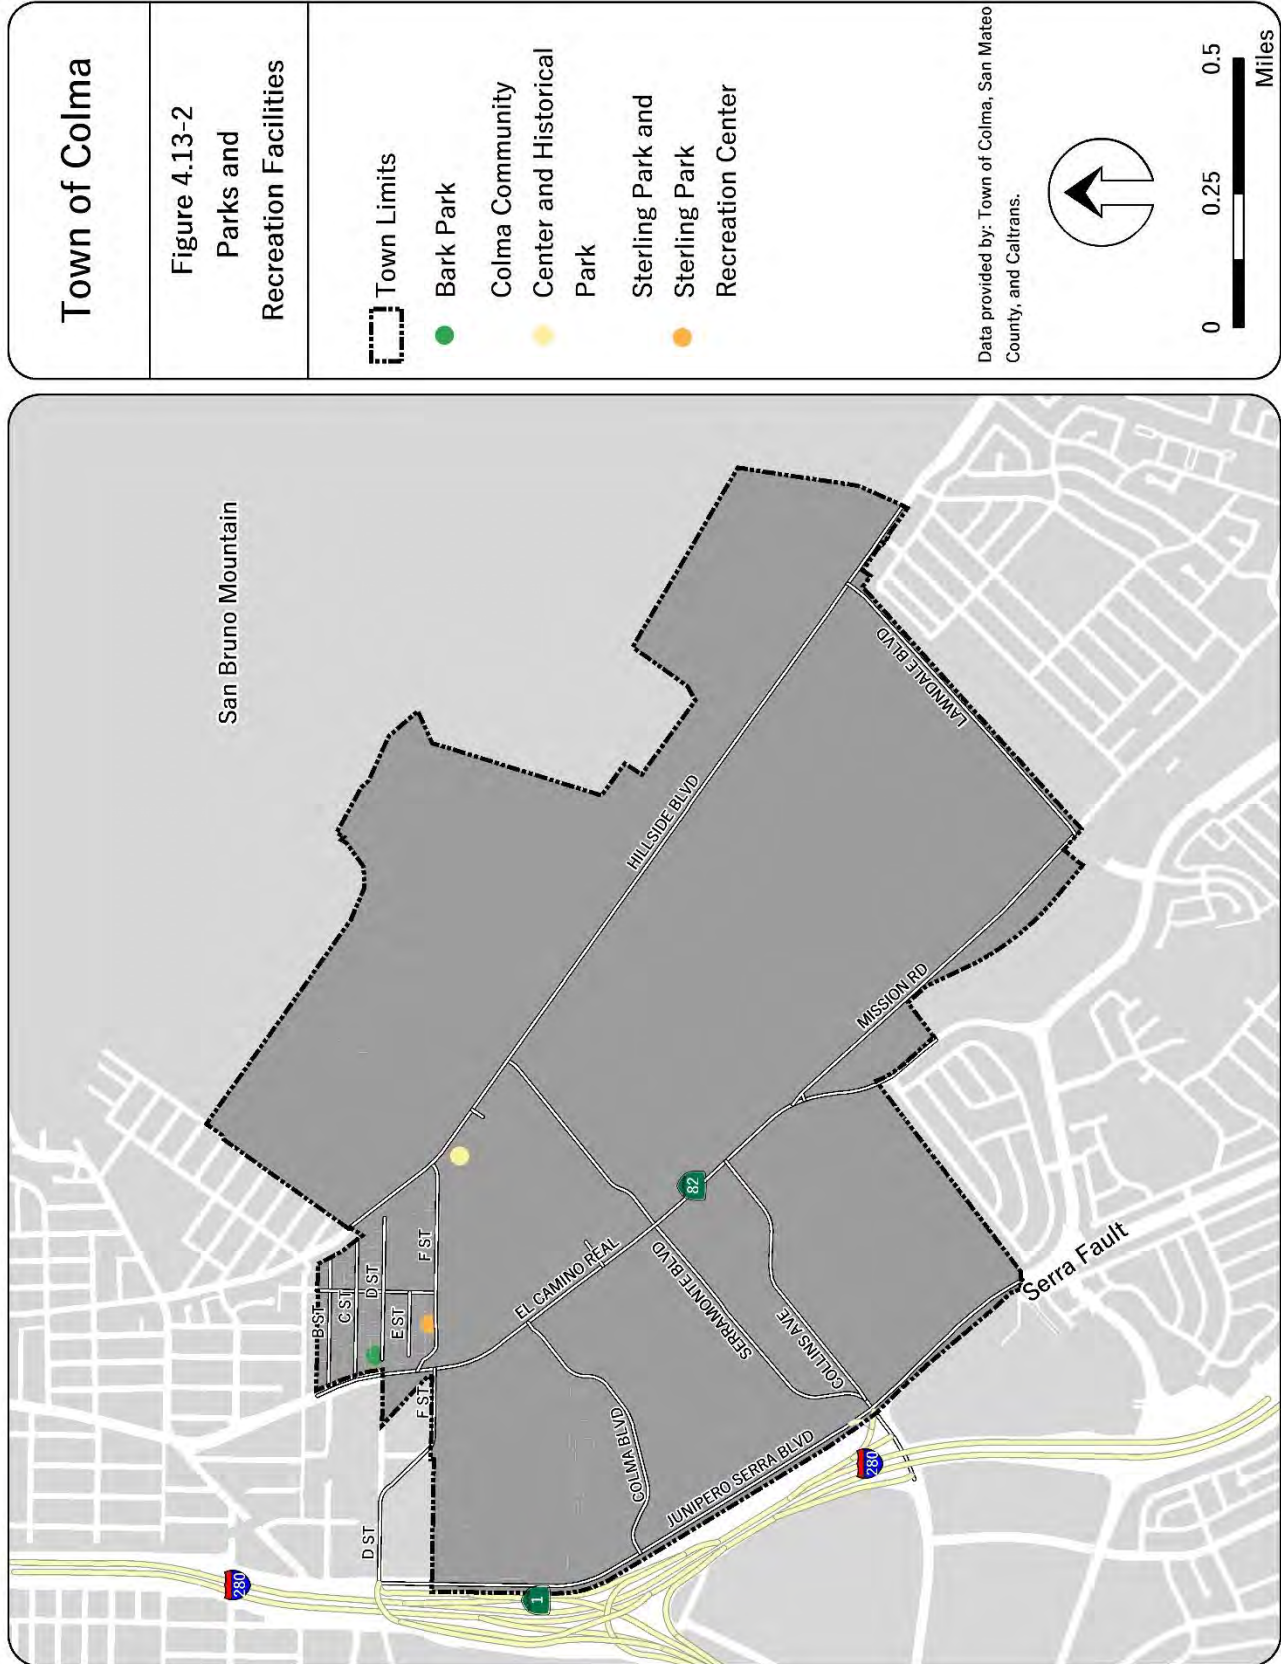 Town of Colma
Figure 4.13-2
Parks and
Recreation Facilities
Town Limits
Bark Park
Colma Community
Center and Historical
Park
Sterling Park and
Sterling Park
Recreation Center
Data provided by: Town of Colma, San Mateo
County, and Caltrans.
0
0.25
0.5
Miles
San Bruno Mountain
B ST
C ST
D ST
E ST
F ST
F ST
D ST
280
1
EL CAMINO REAL
HILLSIDE BLVD
COLMA BLVD
SERRAMONTE BLVD
82
COLLINS AVE
JUNIPERO SERRA BLVD
280
MISSION RD
LAWNDALE BLVD
Serra Fault